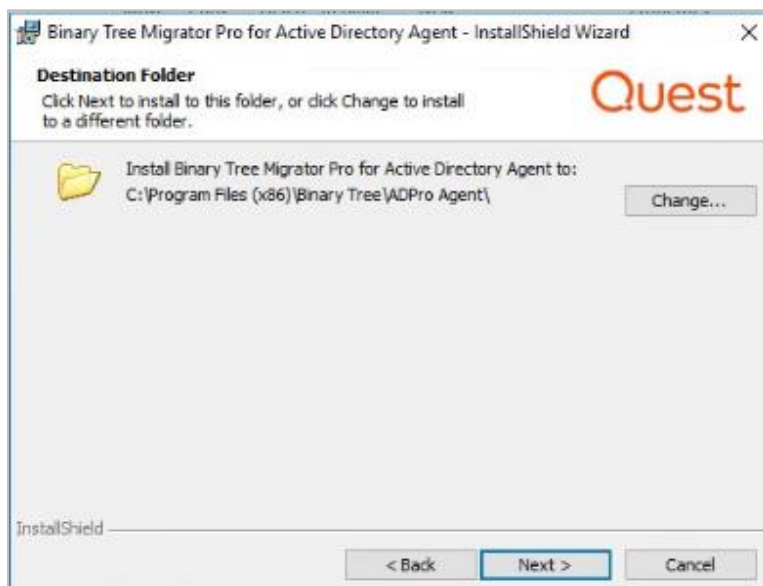 Binary Tree Migrator Pro for Active Directory Agent - InstallShield Wizard
Destination Folder
Click Next to install to this folder, or click Change to install
to a different folder.
Quest
Install Binary Tree Migrator Pro for Active Directory Agent to:
C:\Program Files (x86)\Binary Tree\ADPro Agent\
Change...
InstallShield
< Back
Next >
Cancel